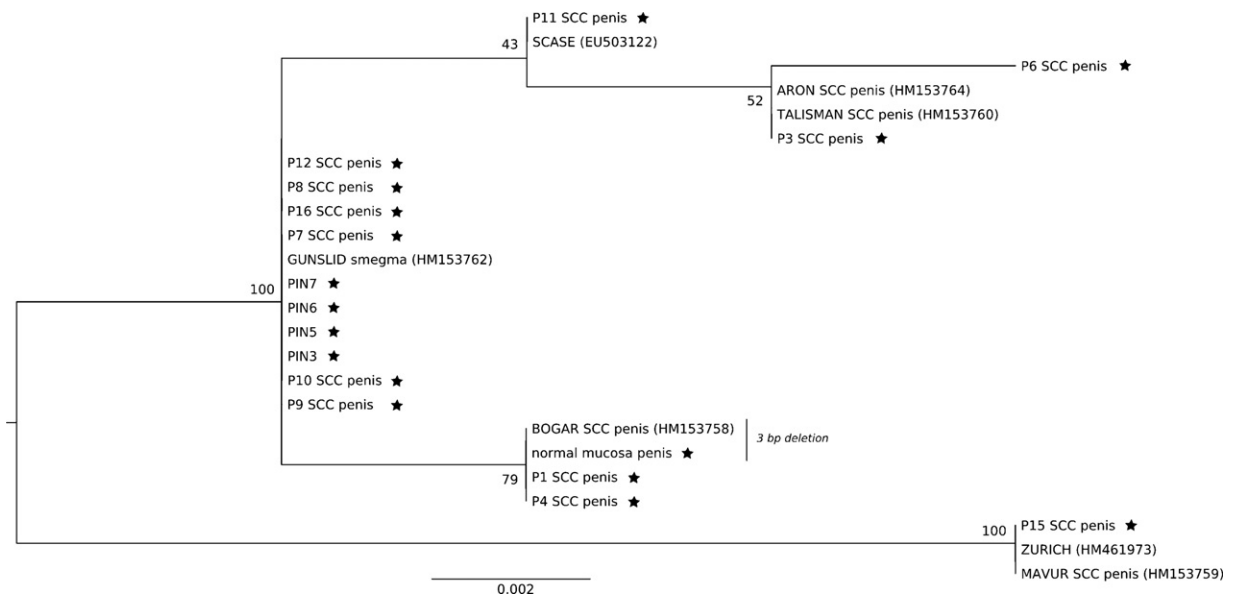 P11 SCC penis ★
43
SCASE (EU503122)
P6 SCC penis ★
ARON SCC penis (HM153764)
52
TALISMAN SCC penis (HM153760)
P3 SCC penis ★
P12 SCC penis ★
P8 SCC penis ★
P16 SCC penis ★
P7 SCC penis ★
GUNSLID smegma (HM153762)
100
PIN7 ★
PIN6 ★
PIN5 ★
PIN3 ★
P10 SCC penis ★
P9 SCC penis ★
BOGAR SCC penis (HM153758)
3 bp deletion
normal mucosa penis ★
79
P1 SCC penis ★
P4 SCC penis ★
P15 SCC penis ★
100
ZURICH (HM461973)
MAVUR SCC penis (HM153759)
0.002